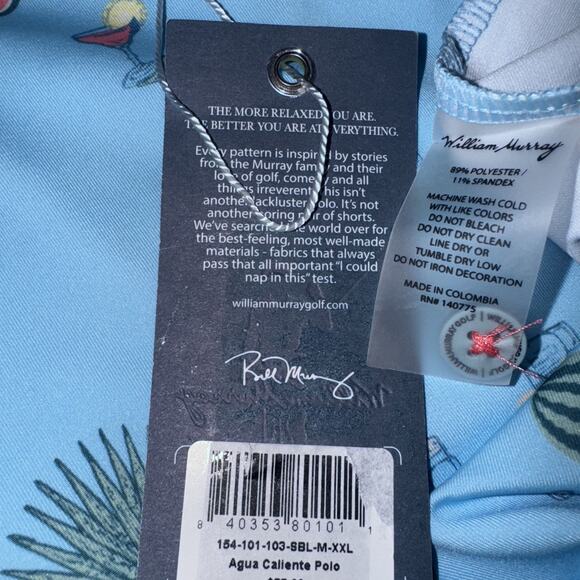 THE MORE RELAXED YOU ARE.
THE BETTER YOU ARE AT EVERYTHING.
Every pattern is inspired by stories
from the Murray family and their
love of golf, comedy and all
things irreverent. This isn't
another lackluster polo. It's not
another boring pair of shorts.
We've searched the world over for
the best-feeling, most well-made
materials - fabrics that always
pass that all important "I could
nap in this" test.
williammurraygolf.com
Bill Murray
8 40353 80101 1
154-101-103-SBL-M-XXL
Agua Caliente Polo
William Murray
89% POLYESTER /
11% SPANDEX
MACHINE WASH COLD
WITH LIKE COLORS
DO NOT BLEACH
DO NOT DRY CLEAN
LINE DRY OR
TUMBLE DRY LOW
DO NOT IRON DECORATION
MADE IN COLOMBIA
RN# 140775
WILLIAM MURRAY GOLF